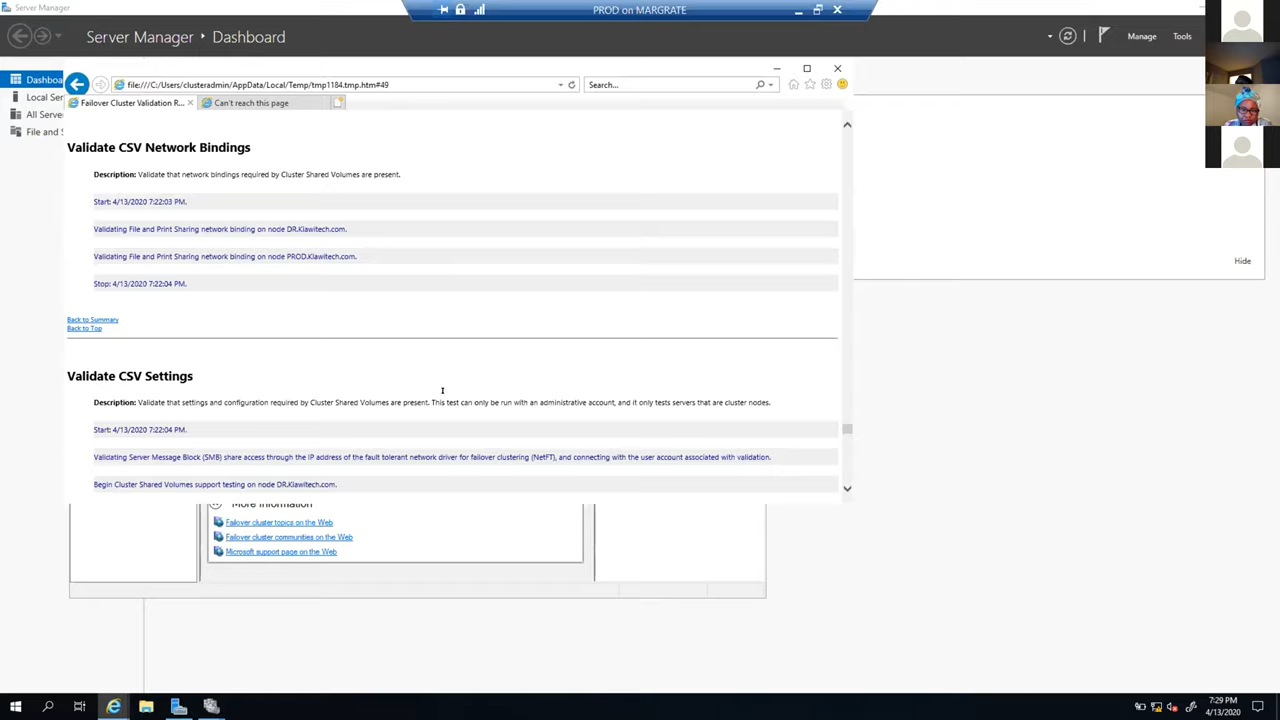 Server Manager
PROD on MARGRATE
Server Manager
Dashboard
Manage
Tools
Dashboa
Local Ser
All Serve
File and S
file:///C:/Users/clusteradmin/AppData/Local/Temp/tmp1184.tmp.htm#49
Search...
Failover Cluster Validation R...
Can't reach this page
Validate CSV Network Bindings
Description: Validate that network bindings required by Cluster Shared Volumes are present.
Start: 4/13/2020 7:22:03 PM.
Validating File and Print Sharing network binding on node DR.Kiawitech.com.
Validating File and Print Sharing network binding on node PROD.Kiawitech.com.
Stop: 4/13/2020 7:22:04 PM.
Hide
Back to Summary
Back to Top
Validate CSV Settings
Description: Validate that settings and configuration required by Cluster Shared Volumes are present. This test can only be run with an administrative account, and it only tests servers that are cluster nodes.
Start: 4/13/2020 7:22:04 PM.
Validating Server Message Block (SMB) share access through the IP address of the fault tolerant network driver for failover clustering (NetFT), and connecting with the user account associated with validation.
Begin Cluster Shared Volumes support testing on node DR.Kiawitech.com.
More Information
Failover cluster topics on the Web
Failover cluster communities on the Web
Microsoft support page on the Web
7:29 PM
4/13/2020